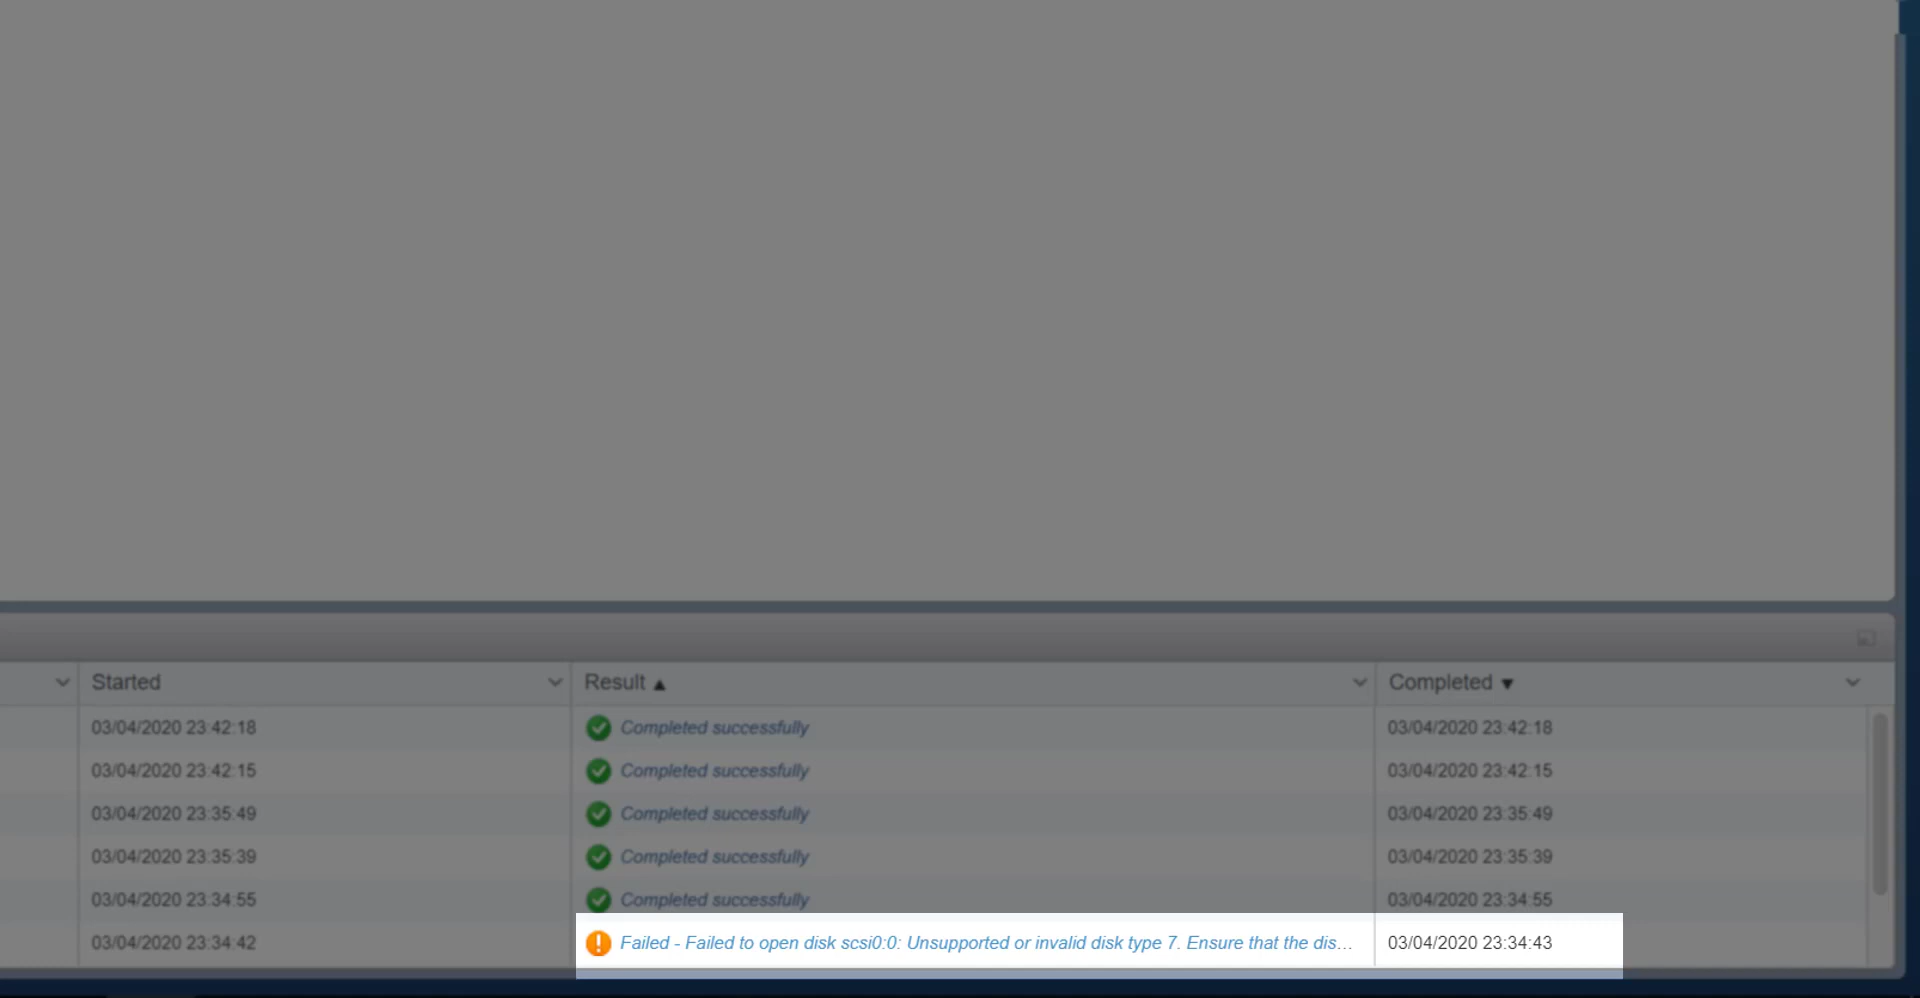 Started Result ▲ Completed ▼
03/04/2020 23:42:18 Completed successfully 03/04/2020 23:42:18
03/04/2020 23:42:15 Completed successfully 03/04/2020 23:42:15
03/04/2020 23:35:49 Completed successfully 03/04/2020 23:35:49
03/04/2020 23:35:39 Completed successfully 03/04/2020 23:35:39
03/04/2020 23:34:55 Completed successfully 03/04/2020 23:34:55
03/04/2020 23:34:42 Failed - Failed to open disk scsi0:0: Unsupported or invalid disk type 7. Ensure that the dis... 03/04/2020 23:34:43